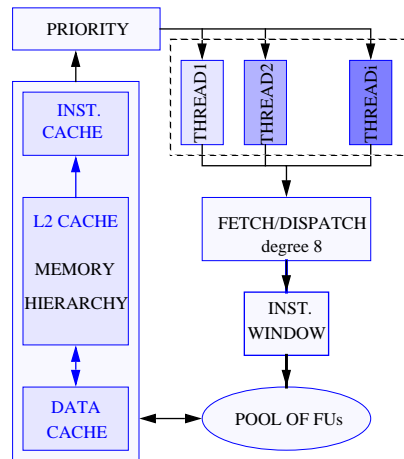 PRIORITY
THREAD1
THREAD2
THREADi
INST.
CACHE
L2 CACHE
MEMORY
HIERARCHY
DATA
CACHE
FETCH/DISPATCH
degree 8
INST.
WINDOW
POOL OF FUs